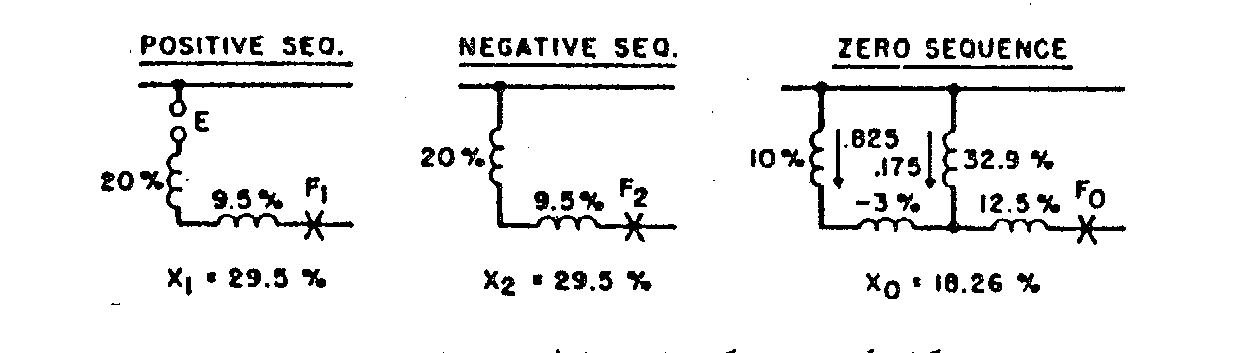 POSITIVE SEQ.
NEGATIVE SEQ.
ZERO SEQUENCE
E
20%
9.5%
F1
X1 = 29.5 %
20%
9.5%
F2
X2 = 29.5 %
10%
.825
.175
32.9 %
-3 %
12.5%
F0
X0 = 18.26 %